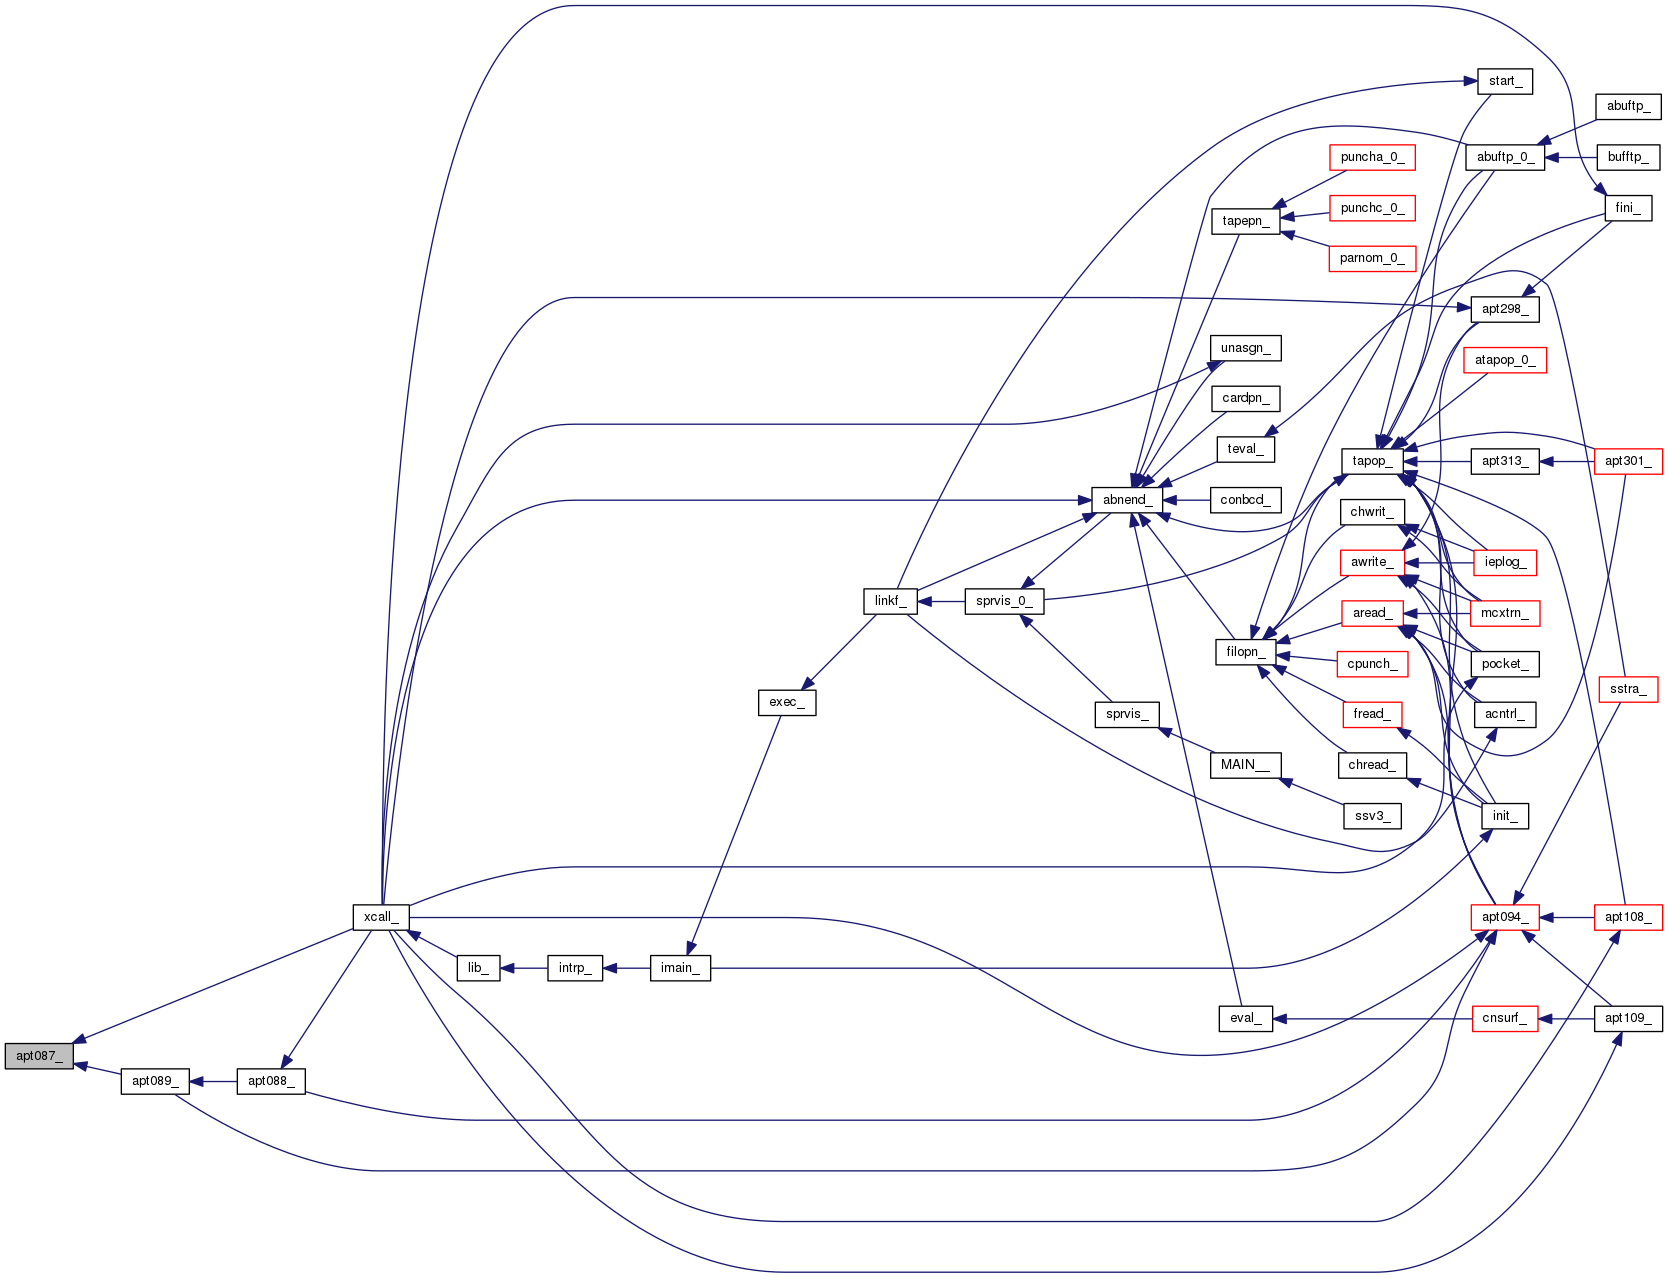 start_
abuftp_
abuftp_0_
bufftp_
puncha_0_
punchc_0_
fini_
tapepn_
parnom_0_
apt298_
unasgn_
atapop_0_
cardpn_
teval_
tapop_
apt313_
apt301_
abnend_
conbcd_
chwrit_
awrite_
ieplog_
linkf_
sprvis_0_
aread_
mcxtrn_
filopn_
cpunch_
pocket_
sstra_
exec_
sprvis_
fread_
acntrl_
MAIN__
chread_
ssv3_
init_
xcall_
apt094_
apt108_
lib_
intrp_
imain_
eval_
cnsurf_
apt109_
apt087_
apt089_
apt088_